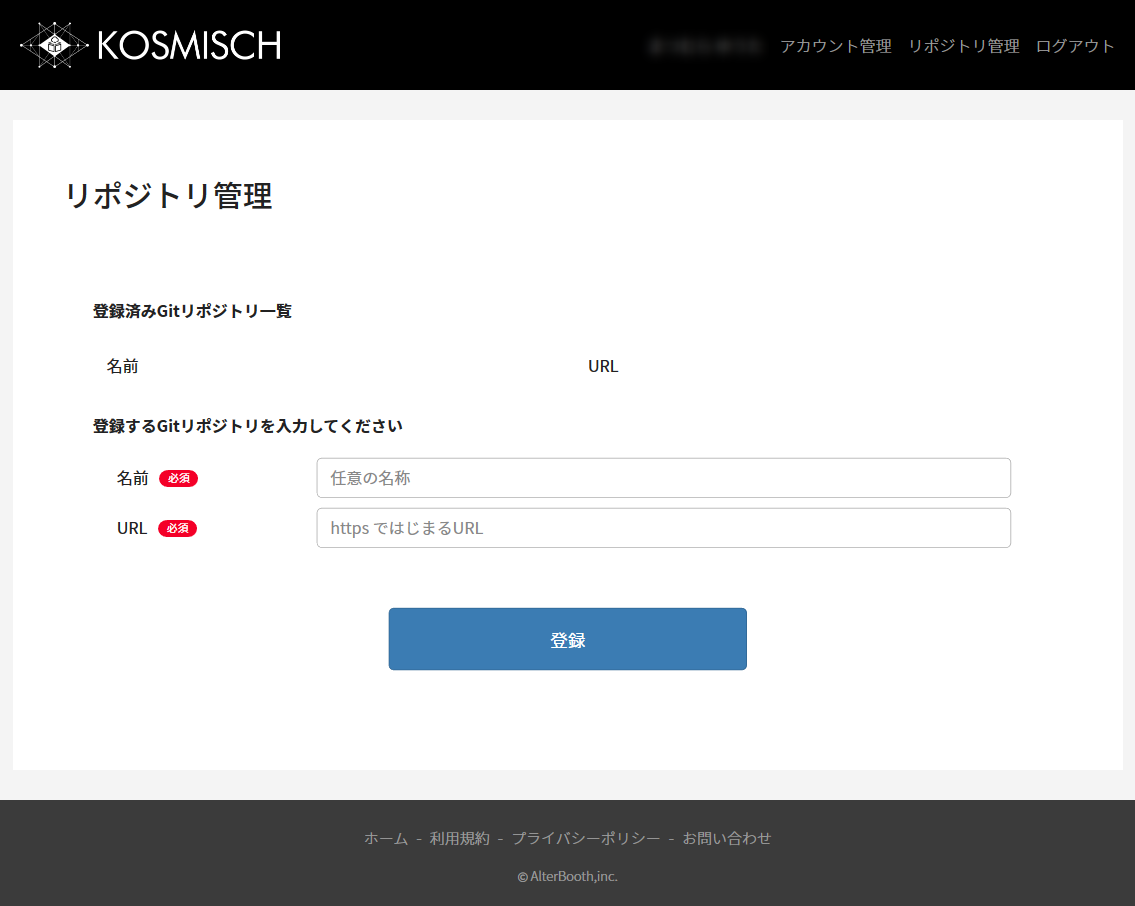 KOSMISCH
アカウント管理 リポジトリ管理 ログアウト
リポジトリ管理
登録済みGitリポジトリ一覧
名前 URL
登録するGitリポジトリを入力してください
名前 必須 任意の名称
URL 必須 https ではじまるURL
登録
ホーム - 利用規約 - プライバシーポリシー - お問い合わせ
© AlterBooth,inc.